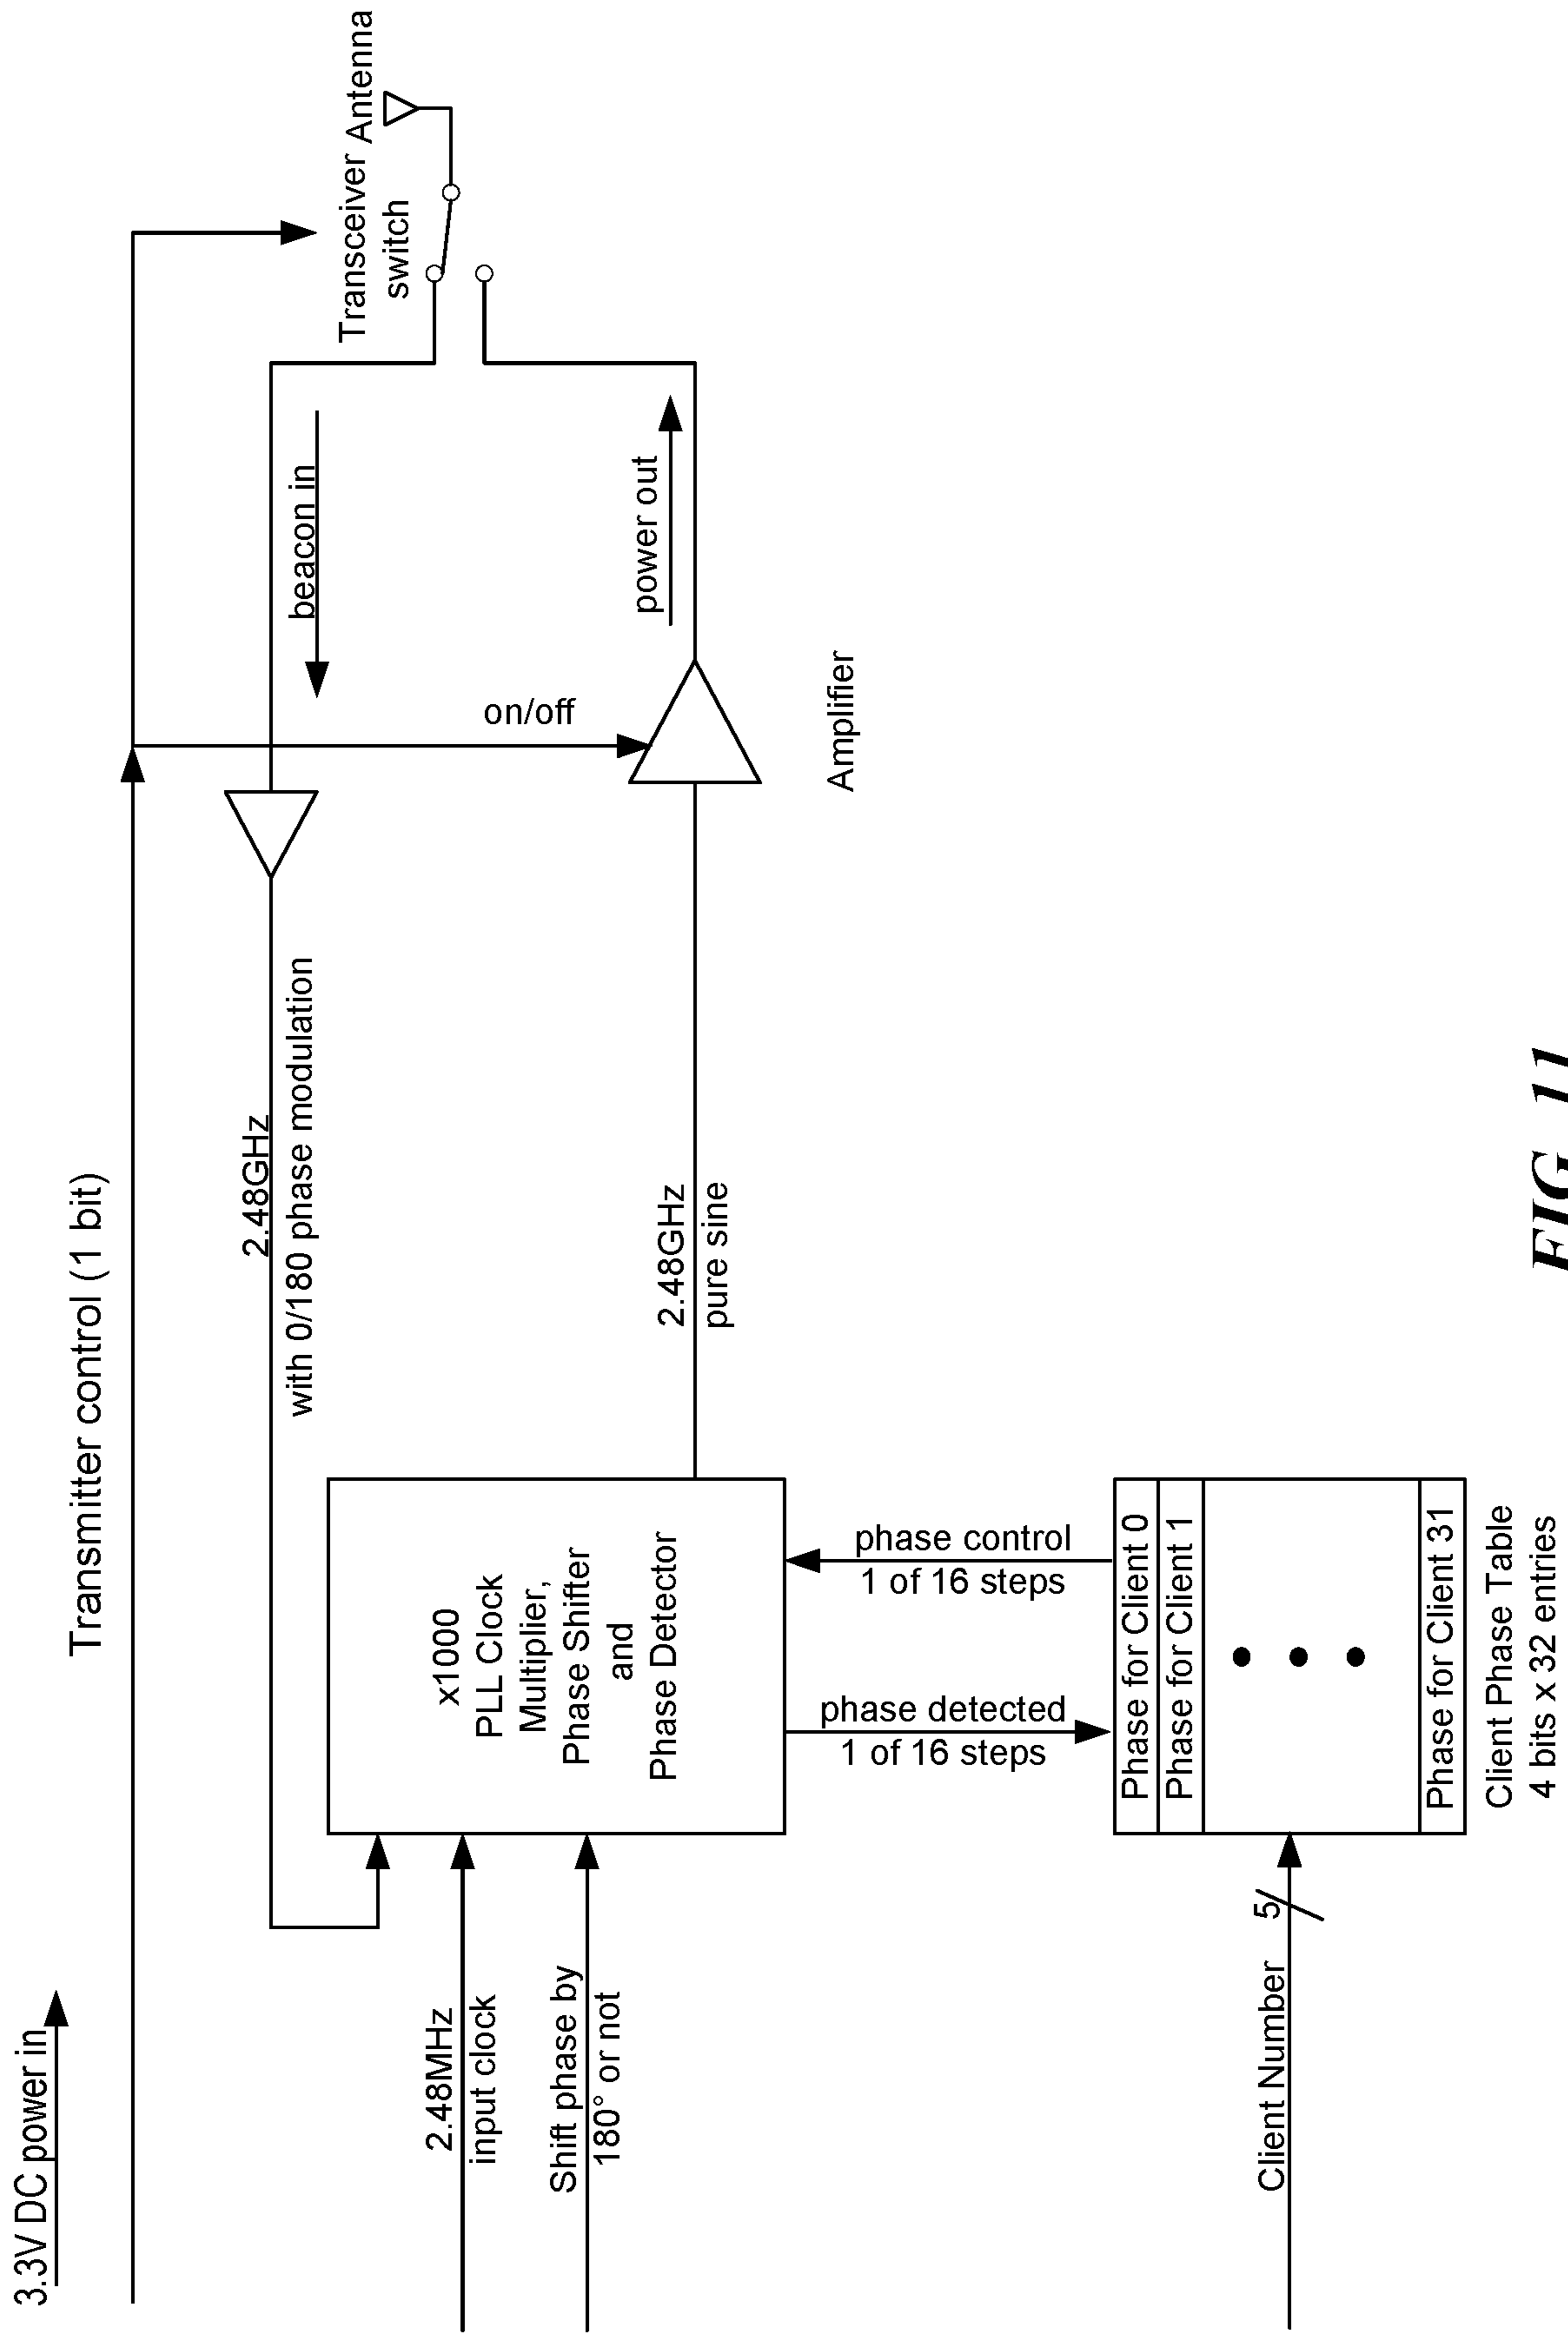 3.3V DC power in
Transmitter control (1 bit)
Transceiver
switch
Antenna
beacon in
2.48GHz
with 0/180 phase modulation
on/off
power out
Amplifier
2.48GHz
pure sine
2.48MHz
input clock
Shift phase by
180° or not
x1000
PLL Clock
Multiplier,
Phase Shifter
and
Phase Detector
phase control
1 of 16 steps
phase detected
1 of 16 steps
Client Number
5
Phase for Client 0
Phase for Client 1
Phase for Client 31
Client Phase Table
4 bits x 32 entries
FIG. 11